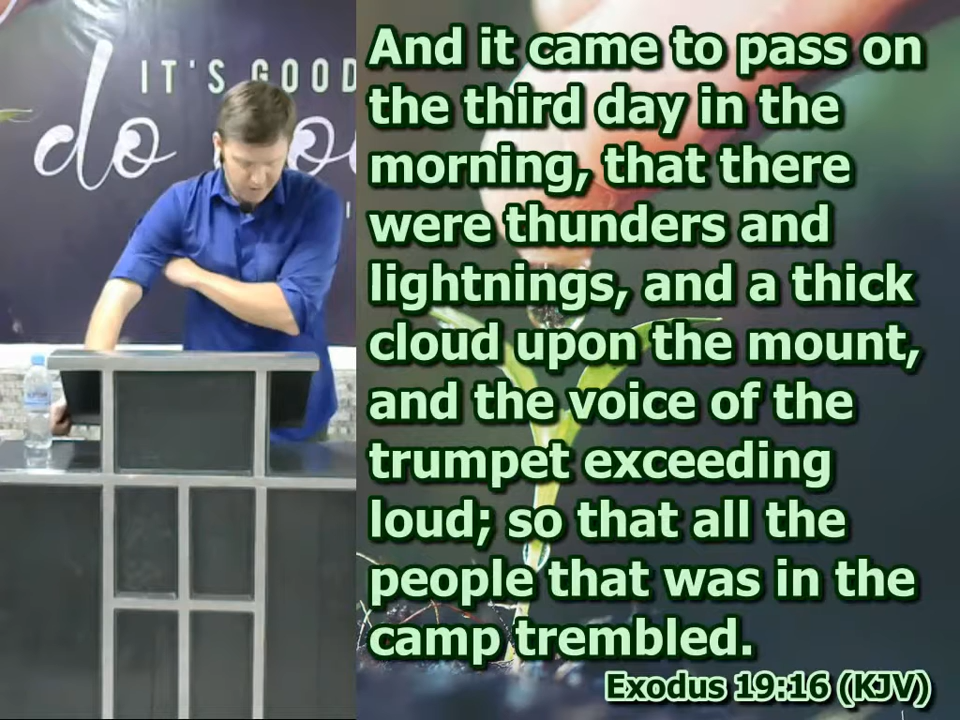 IT'S GOOD
do
And it came to pass on
the third day in the
morning, that there
were thunders and
lightnings, and a thick
cloud upon the mount,
and the voice of the
trumpet exceeding
loud; so that all the
people that was in the
camp trembled.
Exodus 19:16 (KJV)